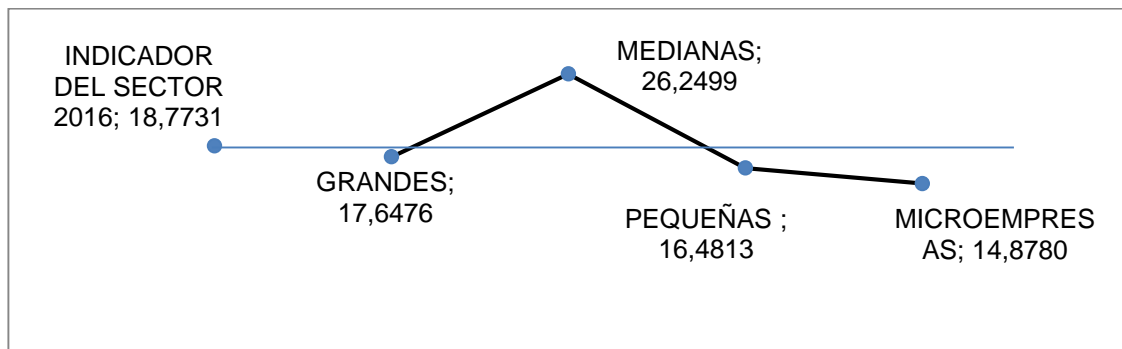 INDICADOR
DEL SECTOR
2016; 18,7731
GRANDES;
17,6476
MEDIANAS;
26,2499
PEQUEÑAS ;
16,4813
MICROEMPRES
AS; 14,8780